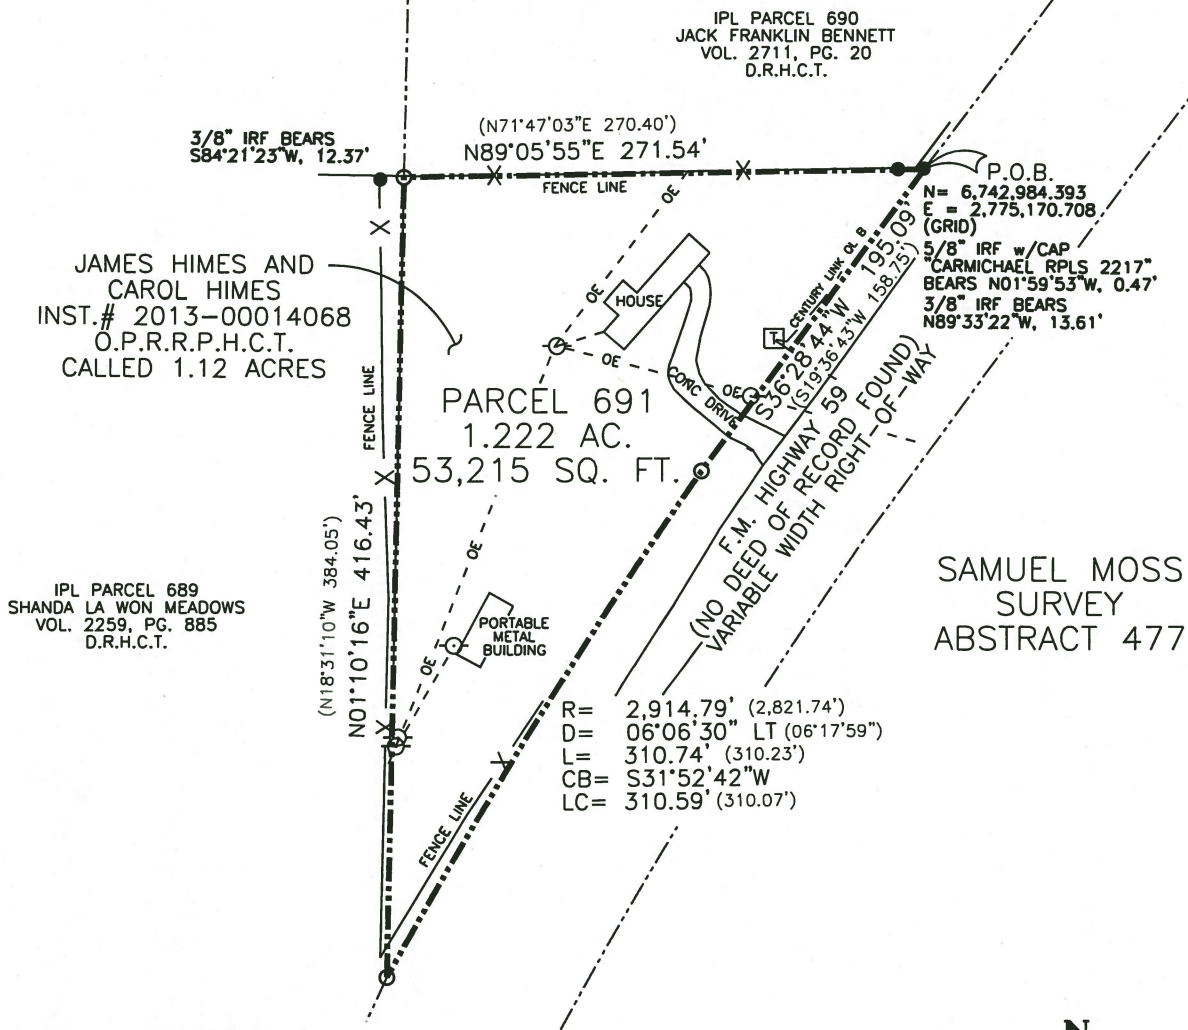 IPL PARCEL 690
JACK FRANKLIN BENNETT
VOL. 2711, PG. 20
D.R.H.C.T.
3/8" IRF BEARS
S84°21'23"W, 12.37'
(N71°47'03"E 270.40')
N89°05'55"E 271.54'
FENCE LINE
P.O.B.
N= 6,742,984.393
E = 2,775,170.708
(GRID)
5/8" IRF w/CAP
"CARMICHAEL RPLS 2217"
BEARS N01°59'53"W, 0.47'
3/8" IRF BEARS
N89°33'22"W, 13.61'
JAMES HIMES AND
CAROL HIMES
INST.# 2013-00014068
O.P.R.R.P.H.C.T.
CALLED 1.12 ACRES
OE
HOUSE
CENTURY LINK QL B
T
S36°28'44"W 195.09'
(S19°36'43"W 158.75')
OE
OE
CONC DRIVE
FENCE LINE
PARCEL 691
1.222 AC.
53,215 SQ. FT.
F.M. HIGHWAY 59
(NO DEED OF RECORD FOUND)
VARIABLE WIDTH RIGHT-OF-WAY
N01°10'16"E 416.43'
(N18°31'10"W 384.05')
OE
OE
PORTABLE
METAL
BUILDING
IPL PARCEL 689
SHANDA LA WON MEADOWS
VOL. 2259, PG. 885
D.R.H.C.T.
SAMUEL MOSS
SURVEY
ABSTRACT 477
R= 2,914.79' (2,821.74')
D= 06°06'30" LT (06°17'59")
L= 310.74' (310.23')
CB= S31°52'42"W
LC= 310.59' (310.07')
FENCE LINE
N